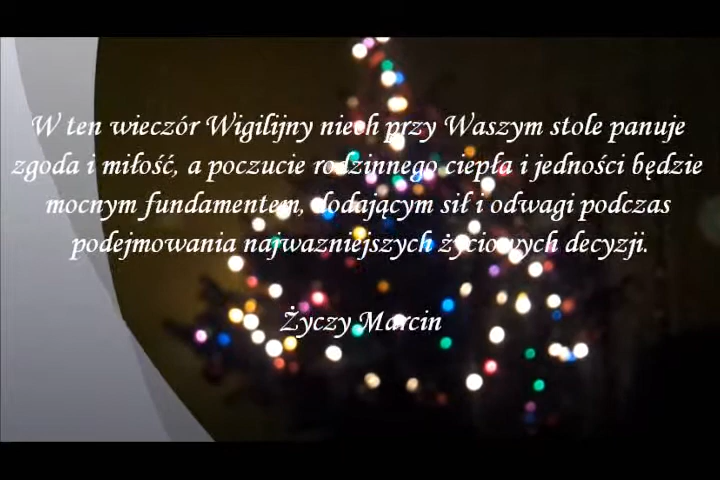 W ten wieczór Wigilijny niech przy Waszym stole panuje
zgoda i miłość, a poczucie rodzinnego ciepła i jedności będzie
mocnym fundamentem, dodającym sił i odwagi podczas
podejmowania najwazniejszych życiowych decyzji.
Życzy Marcin